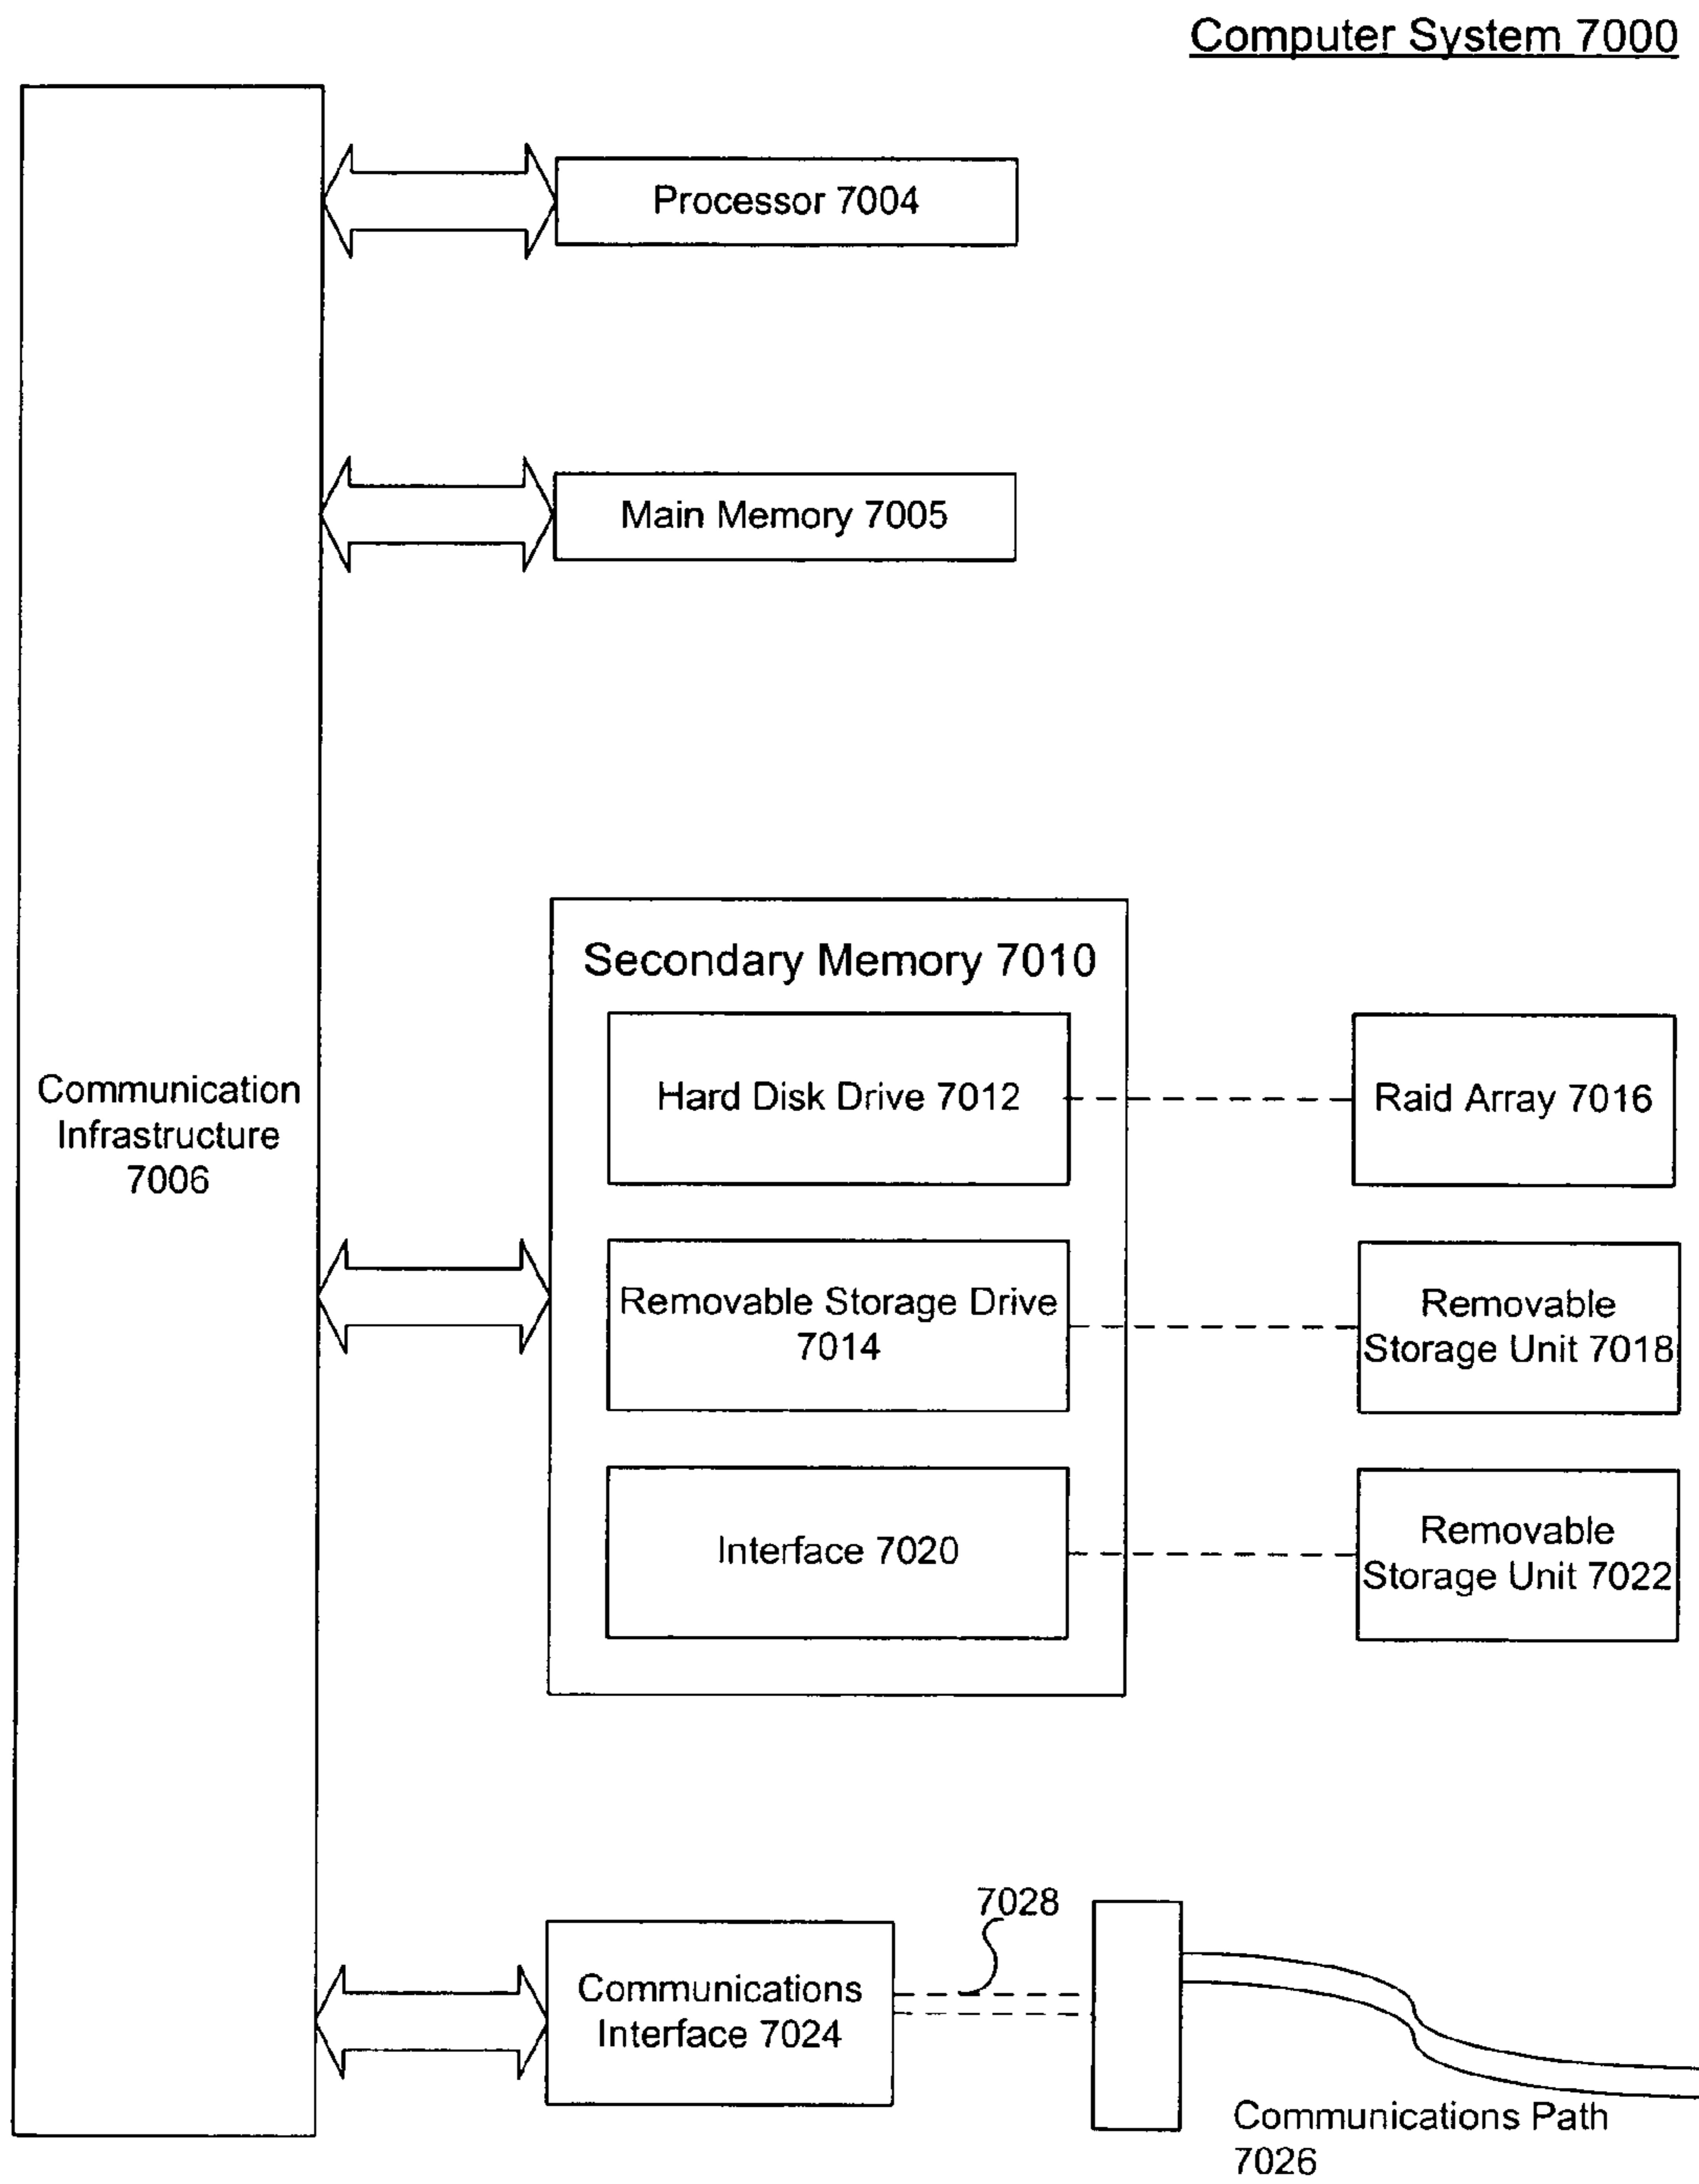 Computer System 7000
Processor 7004
Main Memory 7005
Secondary Memory 7010
Hard Disk Drive 7012
Raid Array 7016
Communication
Infrastructure
7006
Removable Storage Drive
7014
Removable
Storage Unit 7018
Interface 7020
Removable
Storage Unit 7022
7028
Communications
Interface 7024
Communications Path
7026